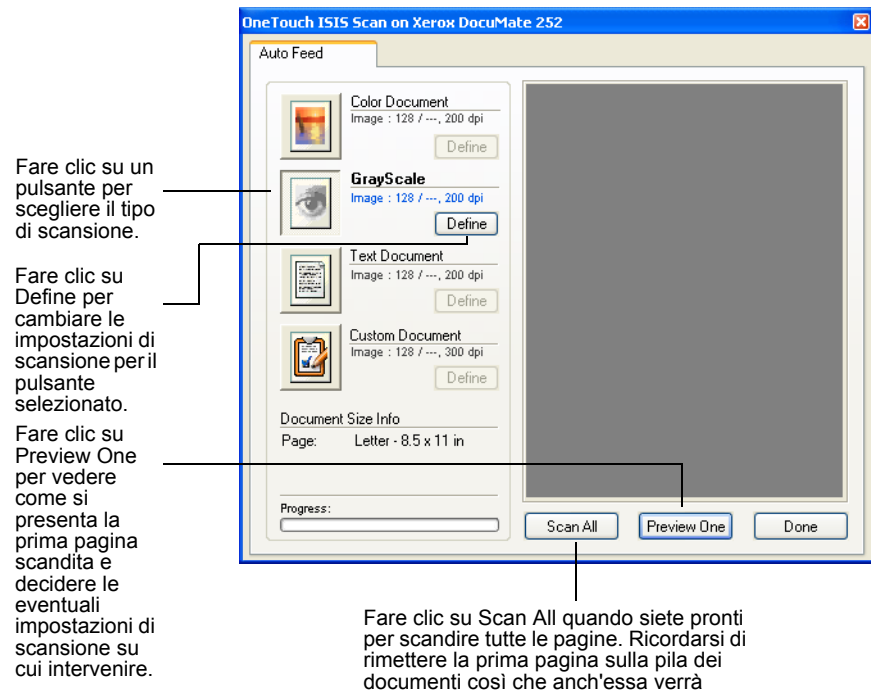 OneTouch ISIS Scan on Xerox DocuMate 252
Auto Feed
Color Document
Image : 128 / ---, 200 dpi
Define
GrayScale
Image : 128 / ---, 200 dpi
Define
Text Document
Image : 128 / ---, 200 dpi
Define
Custom Document
Image : 128 / ---, 300 dpi
Define
Document Size Info
Page: Letter - 8.5 x 11 in
Progress:
Scan All Preview One Done
Fare clic su un
pulsante per
scegliere il tipo
di scansione.
Fare clic su
Define per
cambiare le
impostazioni di
scansione per il
pulsante
selezionato.
Fare clic su
Preview One
per vedere
come si
presenta la
prima pagina
scandita e
decidere le
eventuali
impostazioni di
scansione su
cui intervenire.
Fare clic su Scan All quando siete pronti
per scandire tutte le pagine. Ricordarsi di
rimettere la prima pagina sulla pila dei
documenti così che anch'essa verrà